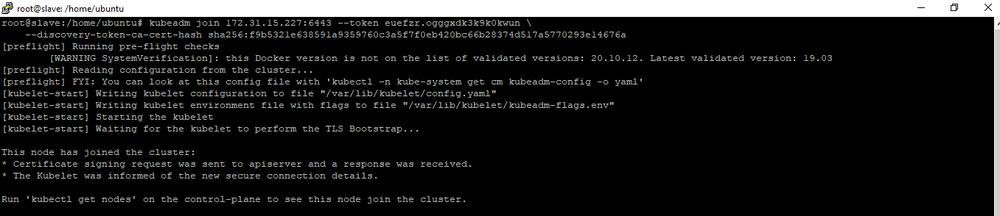 root@slave: /home/ubuntu
root@slave:/home/ubuntu# kubeadm join 172.31.15.227:6443 --token euefzr.ogggxdk3k9k0kwun \
    --discovery-token-ca-cert-hash sha256:f9b5321e638591a9359760c3a5f7f0eb420bc66b28374d517a5770293e14676a
[preflight] Running pre-flight checks
        [WARNING SystemVerification]: this Docker version is not on the list of validated versions: 20.10.12. Latest validated version: 19.03
[preflight] Reading configuration from the cluster...
[preflight] FYI: You can look at this config file with 'kubectl -n kube-system get cm kubeadm-config -o yaml'
[kubelet-start] Writing kubelet configuration to file "/var/lib/kubelet/config.yaml"
[kubelet-start] Writing kubelet environment file with flags to file "/var/lib/kubelet/kubeadm-flags.env"
[kubelet-start] Starting the kubelet
[kubelet-start] Waiting for the kubelet to perform the TLS Bootstrap...
This node has joined the cluster:
* Certificate signing request was sent to apiserver and a response was received.
* The Kubelet was informed of the new secure connection details.
Run 'kubectl get nodes' on the control-plane to see this node join the cluster.